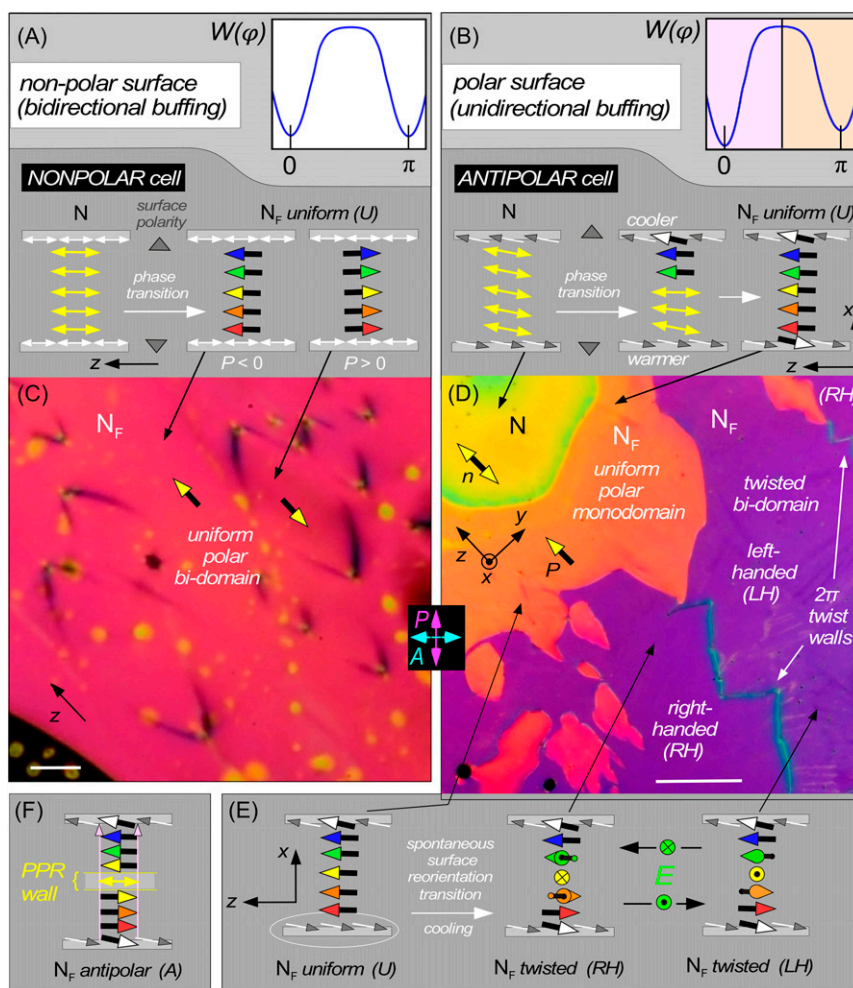 (A)
W(φ)
non-polar surface
(bidirectional buffing)
0
π
NONPOLAR cell
N
surface
polarity
N_F uniform (U)
phase
transition
z
P < 0
P > 0
(B)
W(φ)
polar surface
(unidirectional buffing)
0
π
ANTIPOLAR cell
N
cooler
N_F uniform (U)
phase
transition
x
warmer
z
(C)
N_F
uniform
polar
bi-domain
z
P
A
(D)
N
n
N_F
uniform
polar
monodomain
N_F
(RH)
twisted
bi-domain
left-
handed
(LH)
2π
twist
walls
y
z
x
P
right-
handed
(RH)
(F)
PPR
wall
N_F antipolar (A)
(E)
x
z
spontaneous
surface
reorientation
transition
cooling
E
N_F uniform (U)
N_F twisted (RH)
N_F twisted (LH)